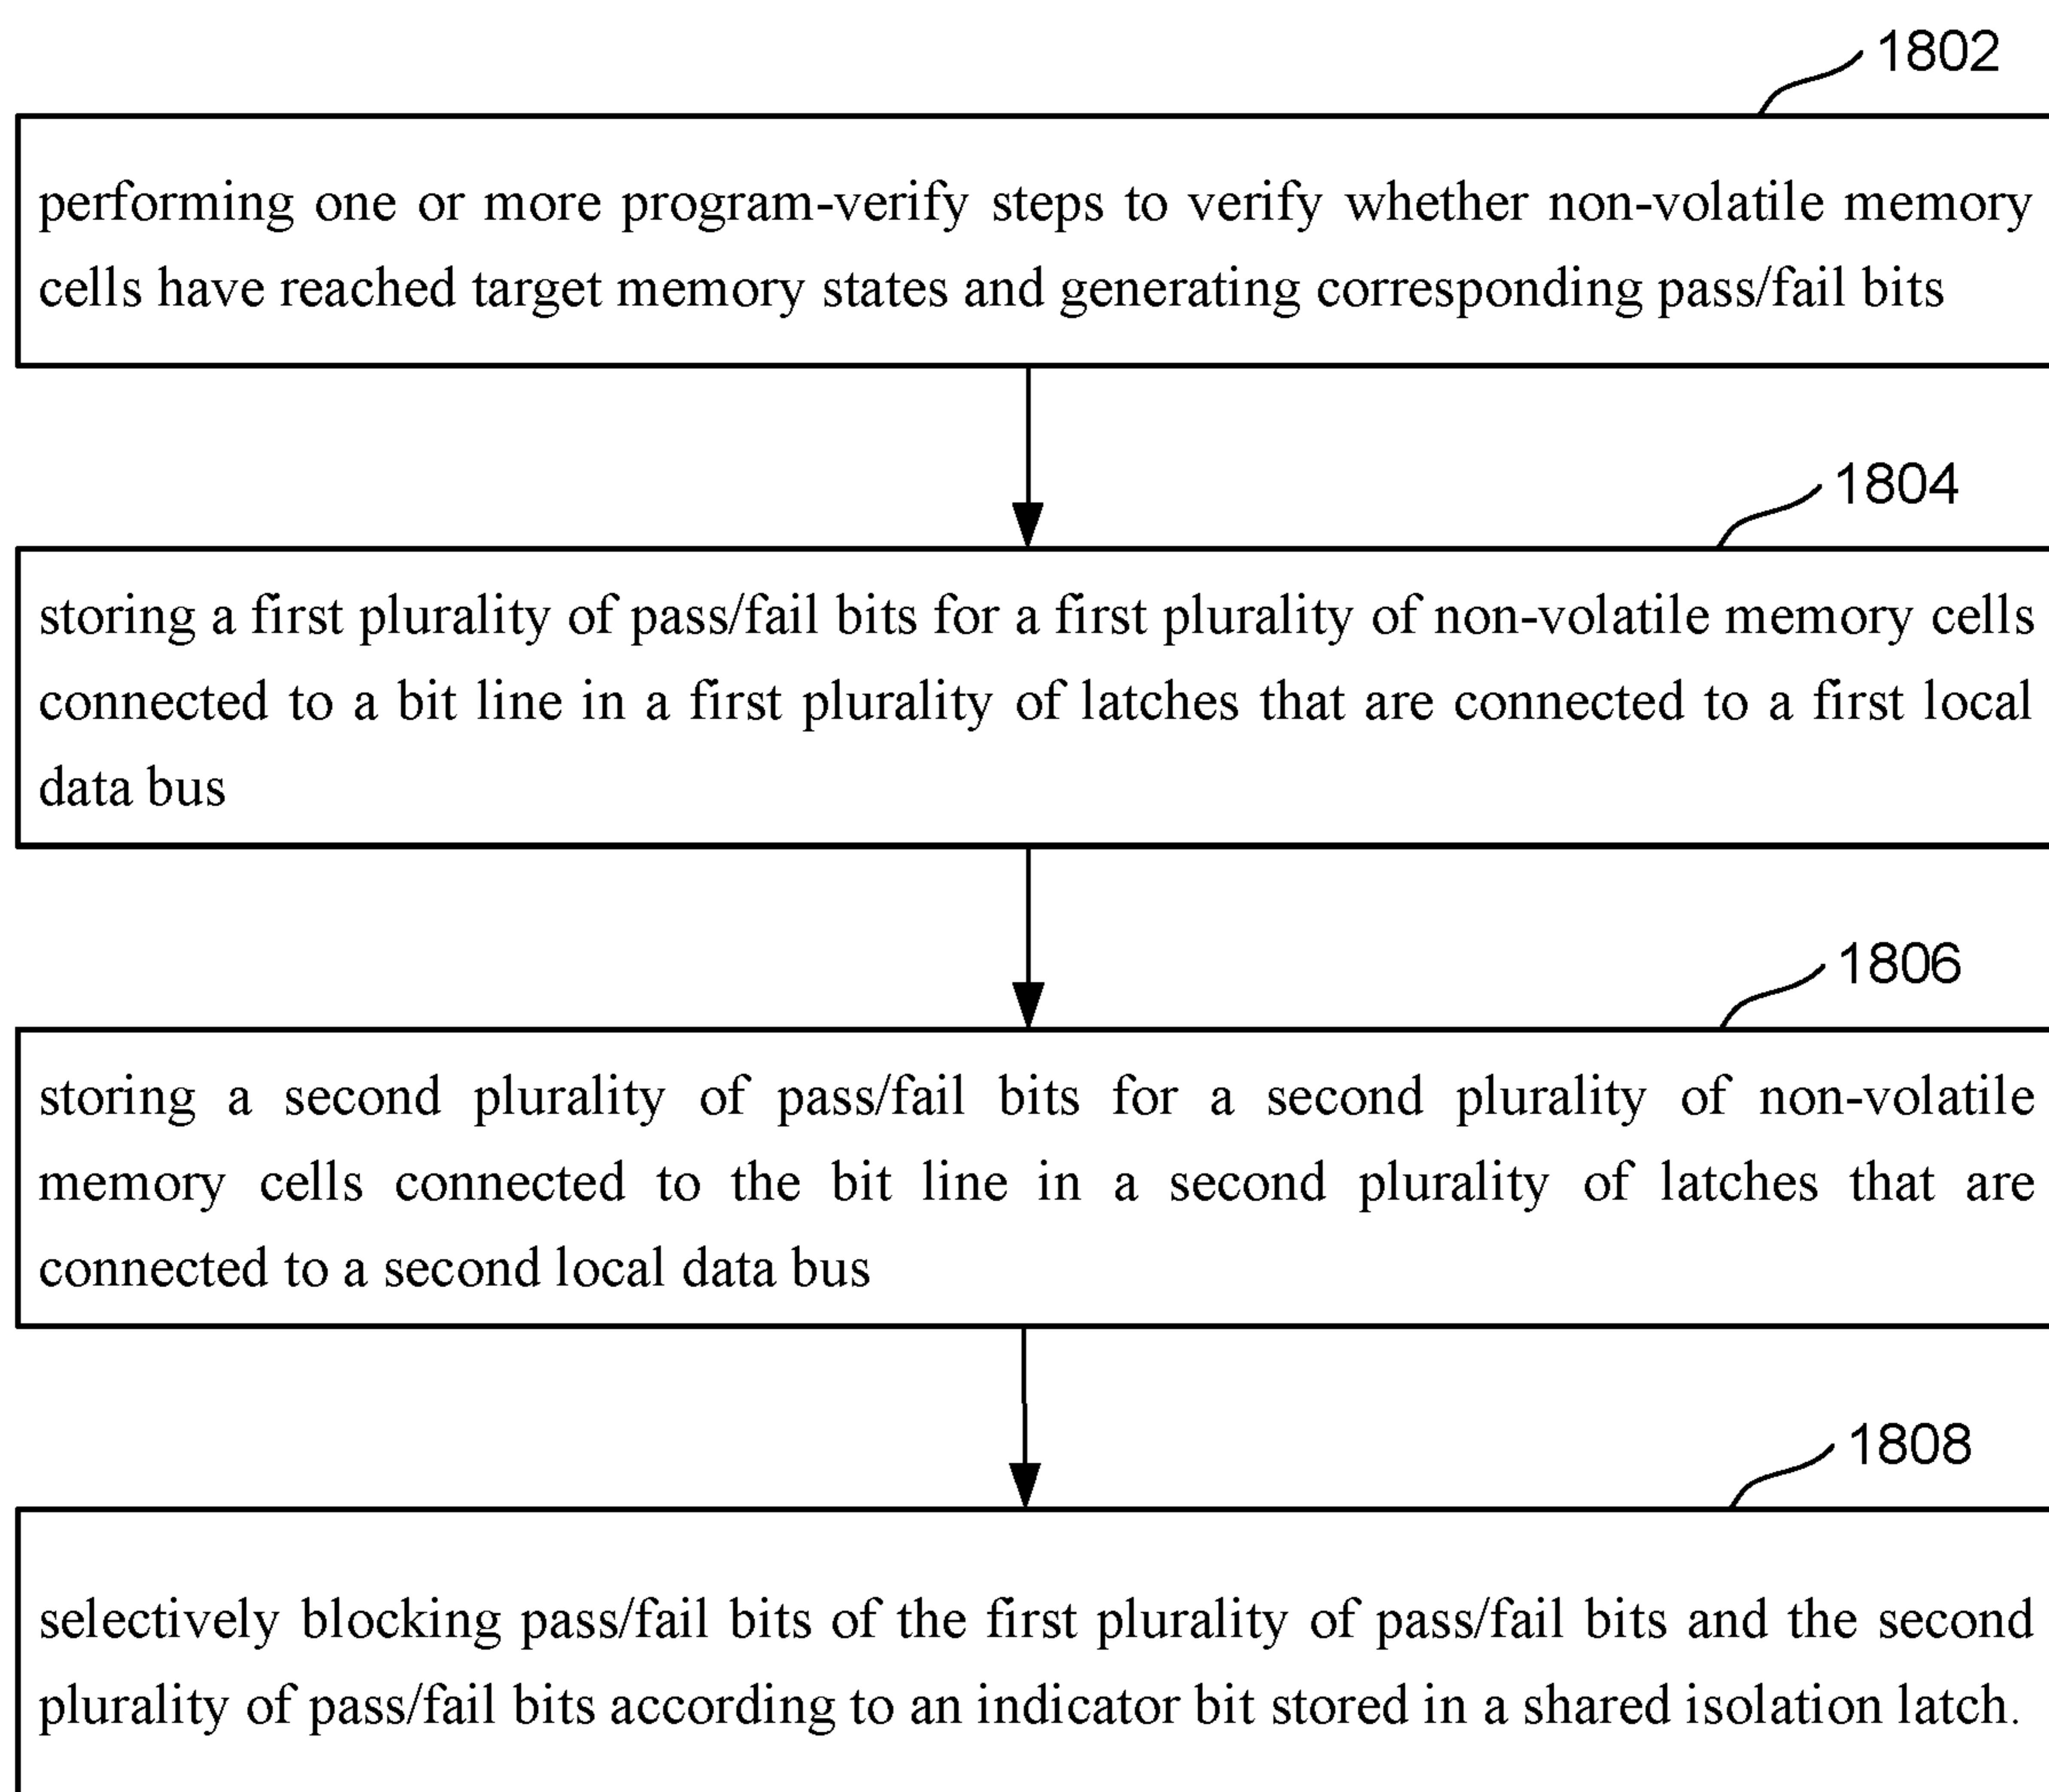 1802
performing one or more program-verify steps to verify whether non-volatile memory
cells have reached target memory states and generating corresponding pass/fail bits
1804
storing a first plurality of pass/fail bits for a first plurality of non-volatile memory cells
connected to a bit line in a first plurality of latches that are connected to a first local
data bus
1806
storing a second plurality of pass/fail bits for a second plurality of non-volatile
memory cells connected to the bit line in a second plurality of latches that are
connected to a second local data bus
1808
selectively blocking pass/fail bits of the first plurality of pass/fail bits and the second
plurality of pass/fail bits according to an indicator bit stored in a shared isolation latch.